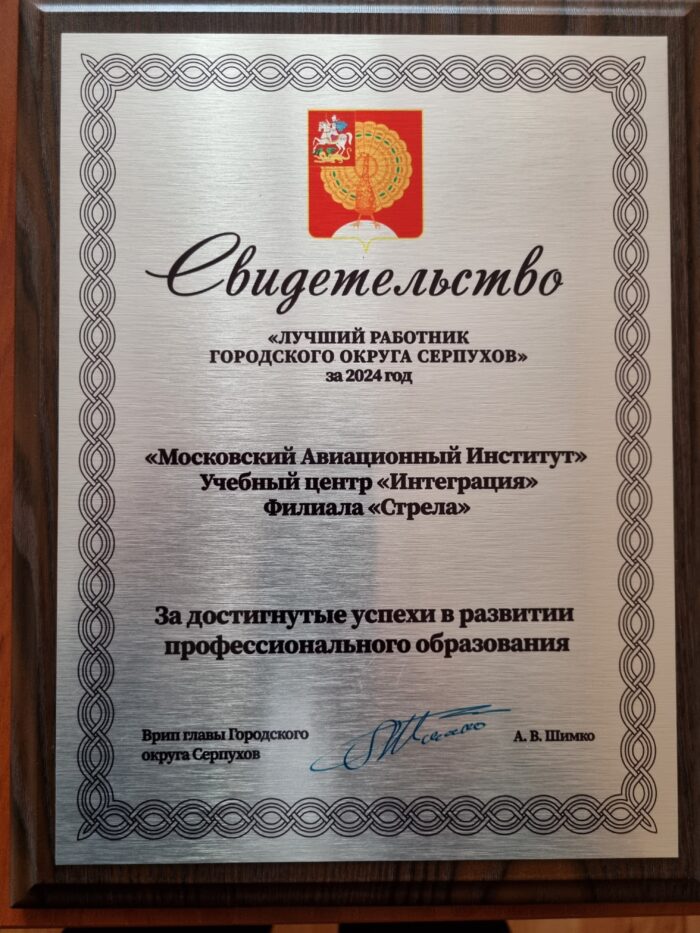 Свидетельство
«ЛУЧШИЙ РАБОТНИК
ГОРОДСКОГО ОКРУГА СЕРПУХОВ»
за 2024 год
«Московский Авиационный Институт»
Учебный центр «Интеграция»
Филиала «Стрела»
За достигнутые успехи в развитии
профессионального образования
Врип главы Городского
округа Серпухов
А. В. Шимко